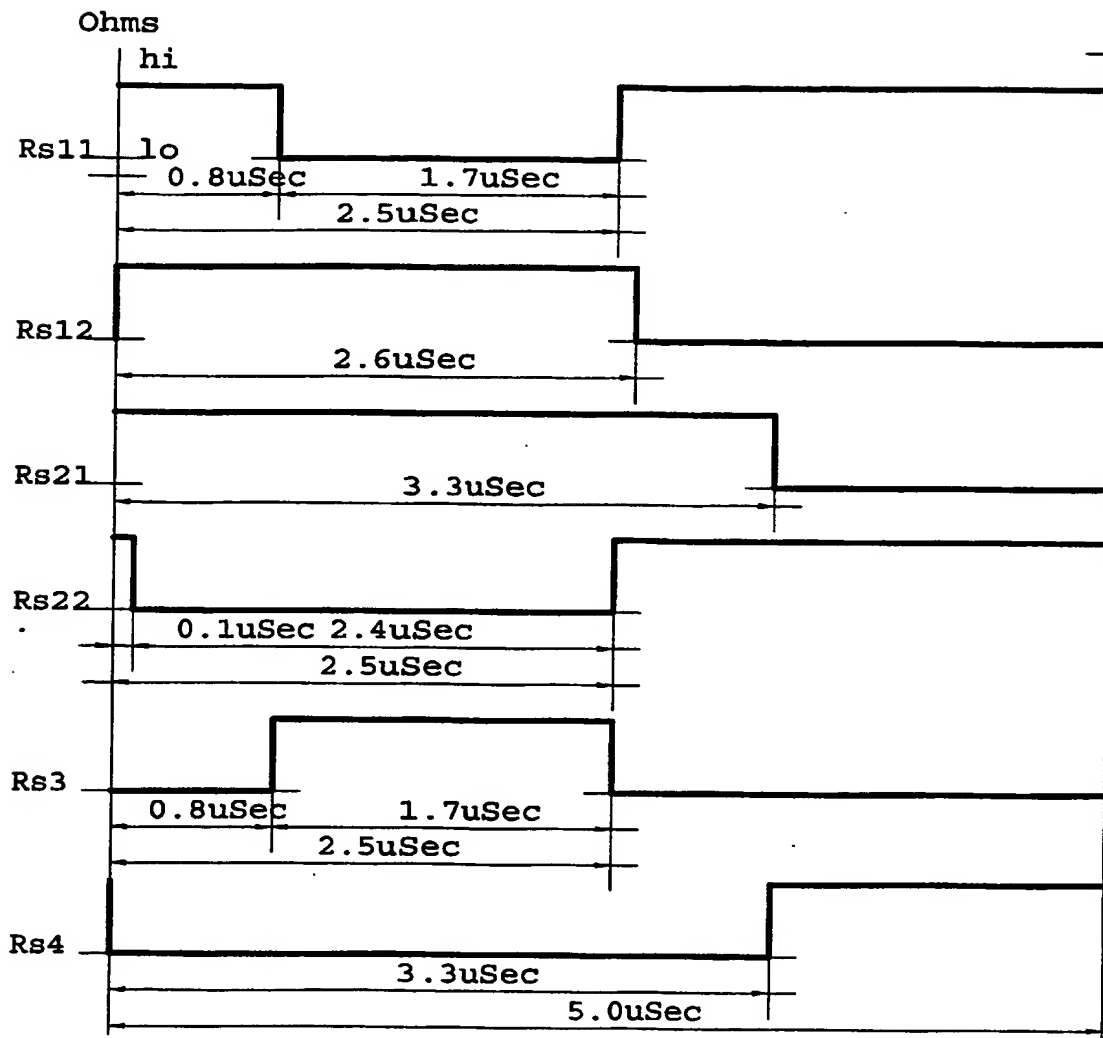 Ohms
hi
Rs11 lo
0.8uSec 1.7uSec
2.5uSec
Rs12
2.6uSec
Rs21
3.3uSec
Rs22
0.1uSec 2.4uSec
2.5uSec
Rs3
0.8uSec 1.7uSec
2.5uSec
Rs4
3.3uSec
5.0uSec